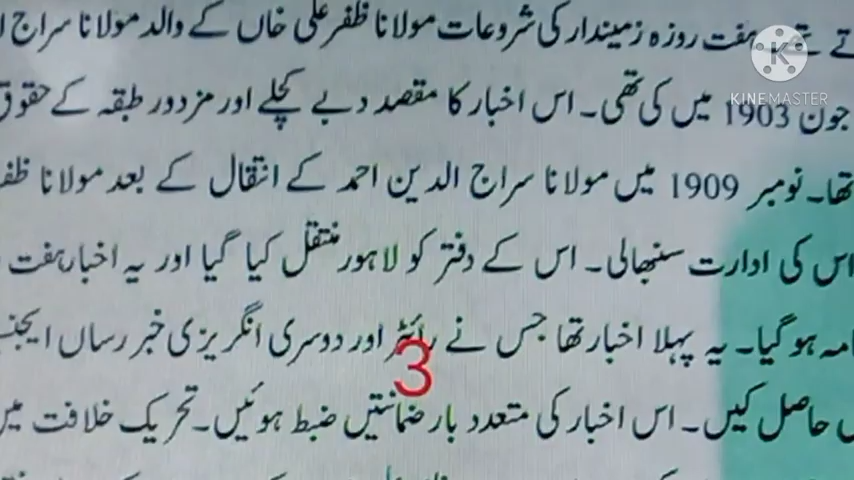 تے تھے۔ ہفت روزہ زمیندار کی شروعات مولانا ظفر علی خاں کے والد مولانا سراج
KINEMASTER
جون 1903 میں کی تھی۔ اس اخبار کا مقصد دبے کچلے اور مزدور طبقہ کے حقوق
تھا۔ نومبر 1909 میں مولانا سراج الدین احمد کے انتقال کے بعد مولانا
اس کی ادارت سنبھالی۔ اس کے دفتر کو لاہور منتقل کیا گیا اور یہ اخبار ہفت
ہو گیا۔ یہ پہلا اخبار تھا جس نے رائٹر اور دوسری انگریزی خبر رساں
3
حاصل کیں۔ اس اخبار کی متعدد بار ضمانتیں ضبط ہوئیں۔ تحریک خلافت میں